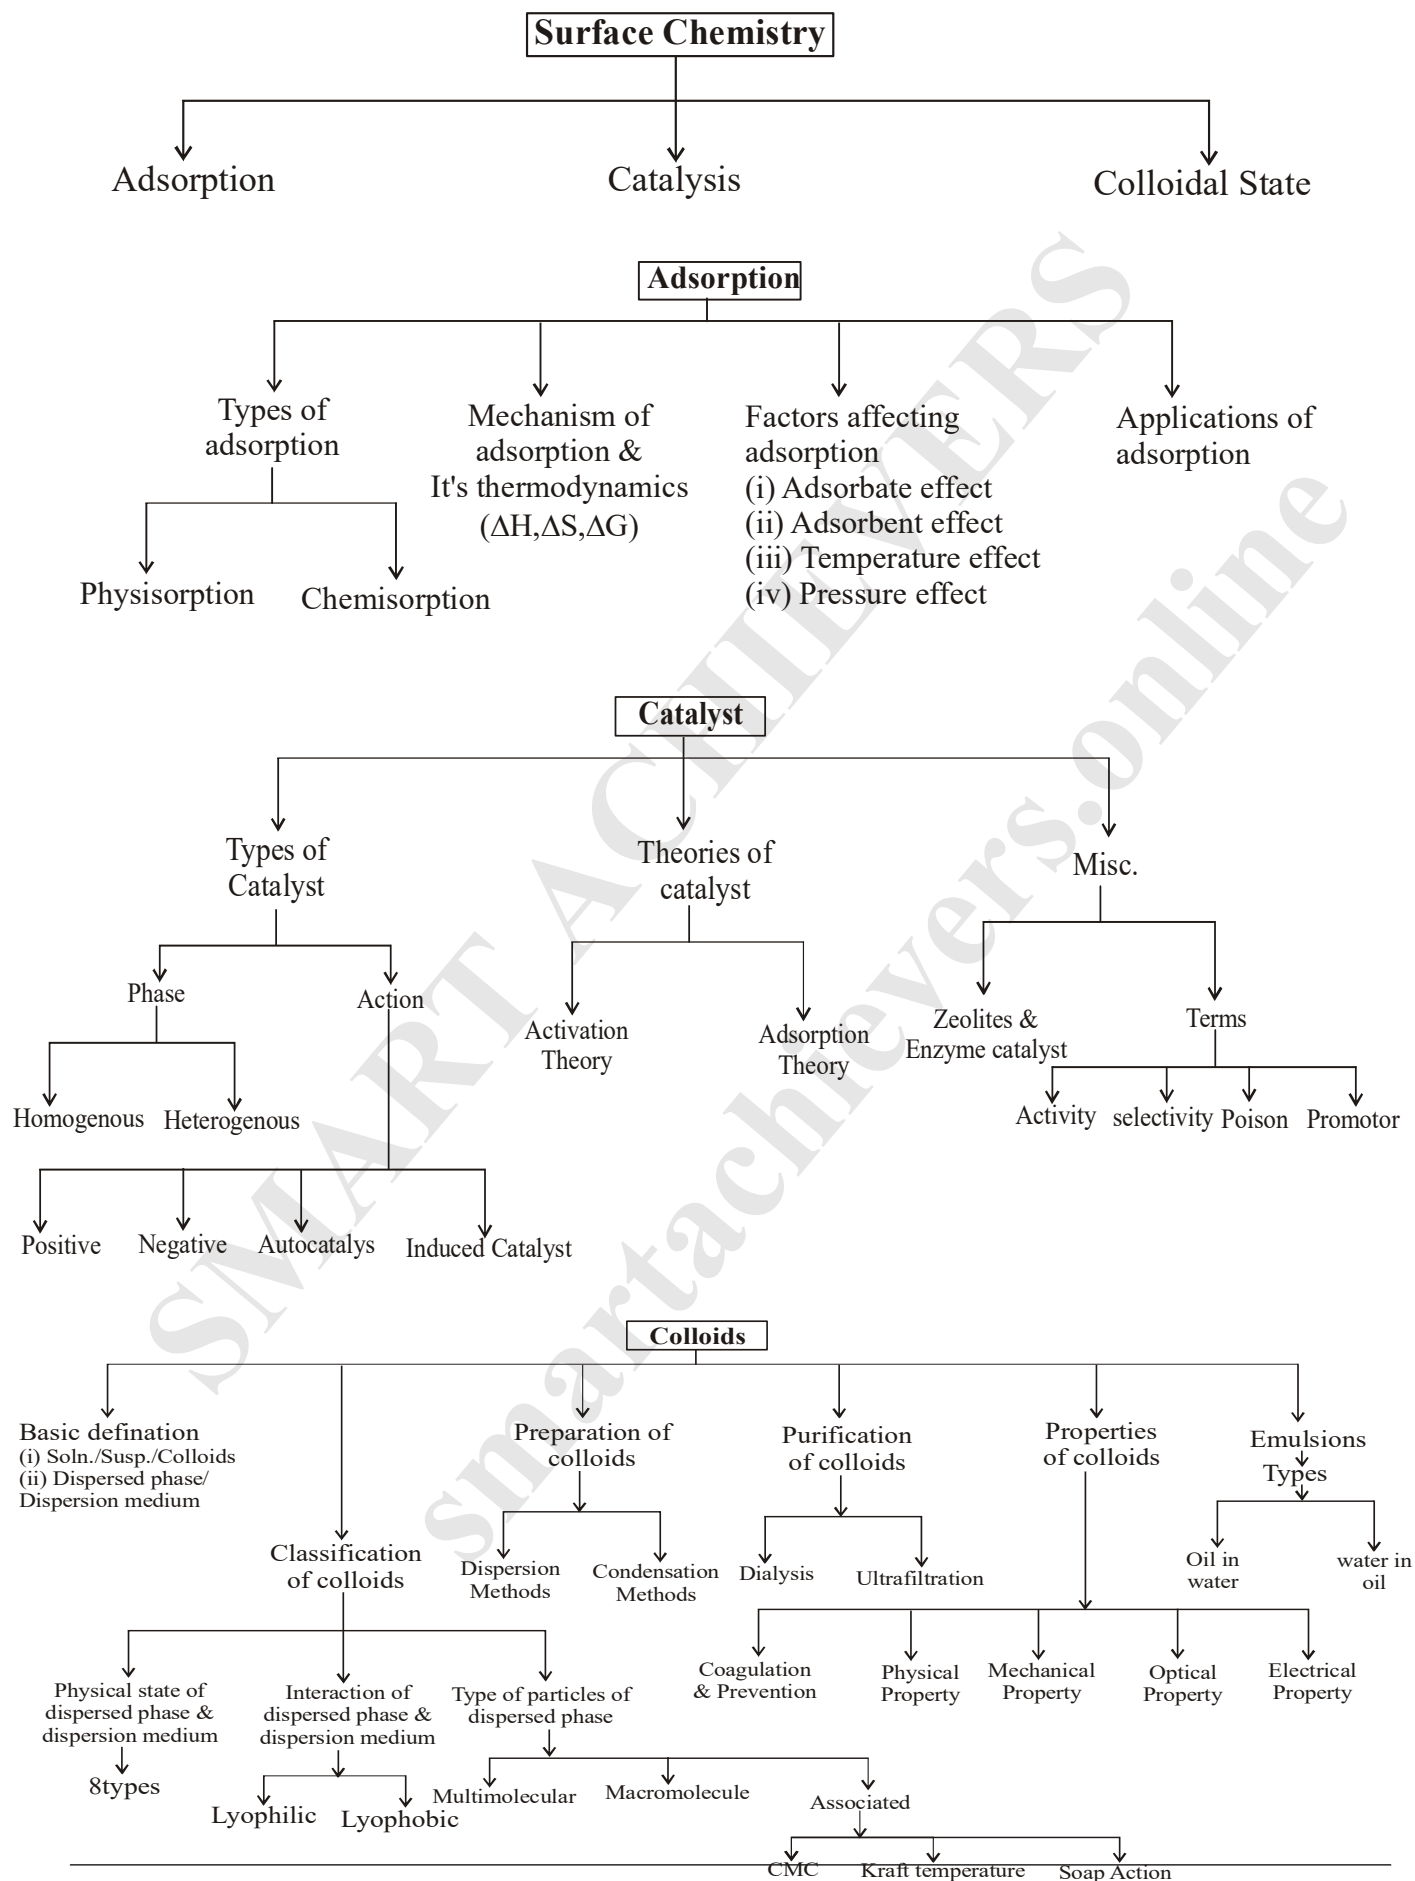 Surface Chemistry
Adsorption
Catalysis
Colloidal State
Adsorption
Types of
adsorption
Physisorption
Chemisorption
Mechanism of
adsorption &
It's thermodynamics
(ΔH,ΔS,ΔG)
Factors affecting
adsorption
(i) Adsorbate effect
(ii) Adsorbent effect
(iii) Temperature effect
(iv) Pressure effect
Applications of
adsorption
Catalyst
Types of
Catalyst
Phase
Action
Homogenous
Heterogenous
Positive
Negative
Autocatalys
Induced Catalyst
Theories of
catalyst
Activation
Theory
Adsorption
Theory
Misc.
Zeolites &
Enzyme catalyst
Terms
Activity
selectivity
Poison
Promotor
Colloids
Basic defination
(i) Soln./Susp./Colloids
(ii) Dispersed phase/
Dispersion medium
Classification
of colloids
Physical state of
dispersed phase &
dispersion medium
8types
Interaction of
dispersed phase &
dispersion medium
Lyophilic
Lyophobic
Type of particles of
dispersed phase
Multimolecular
Macromolecule
Associated
CMC
Kraft temperature
Soap Action
Preparation of
colloids
Dispersion
Methods
Condensation
Methods
Purification
of colloids
Dialysis
Ultrafiltration
Properties
of colloids
Coagulation
& Prevention
Physical
Property
Mechanical
Property
Optical
Property
Electrical
Property
Emulsions
Types
Oil in
water
water in
oil
SMART ACHIEVERS
smartachievers.online